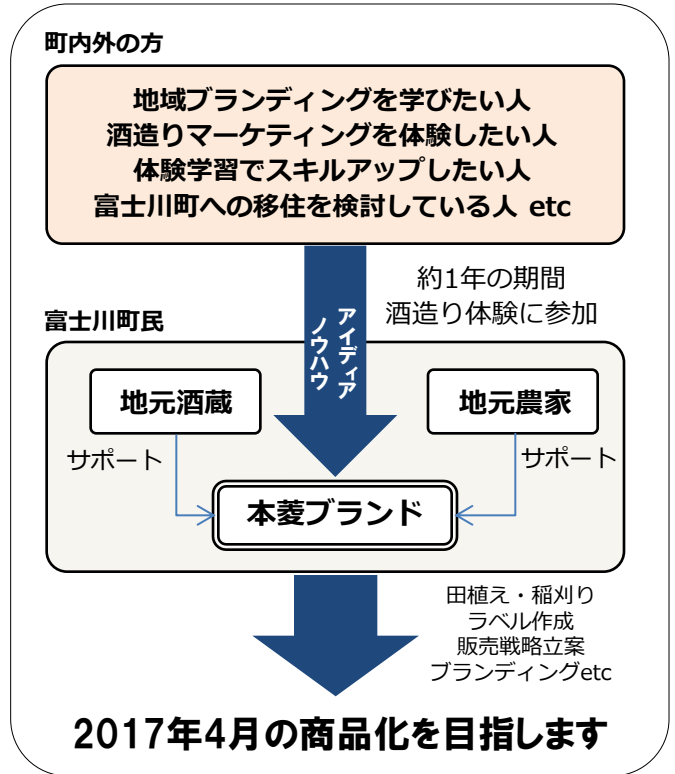 町内外の方
地域ブランディングを学びたい人
酒造りマーケティングを体験したい人
体験学習でスキルアップしたい人
富士川町への移住を検討している人 etc
アイディア
ノウハウ
約1年の期間
酒造り体験に参加
富士川町民
地元酒蔵
地元農家
サポート
サポート
本菱ブランド
田植え・稲刈り
ラベル作成
販売戦略立案
ブランディングetc
2017年4月の商品化を目指します